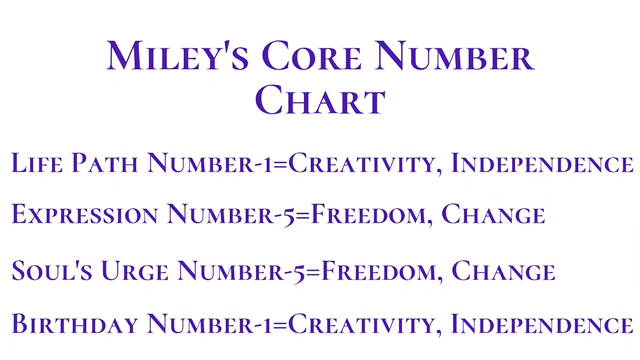 Miley's Core Number
Chart
Life Path Number-1=Creativity, Independence
Expression Number-5=Freedom, Change
Soul's Urge Number-5=Freedom, Change
Birthday Number-1=Creativity, Independence